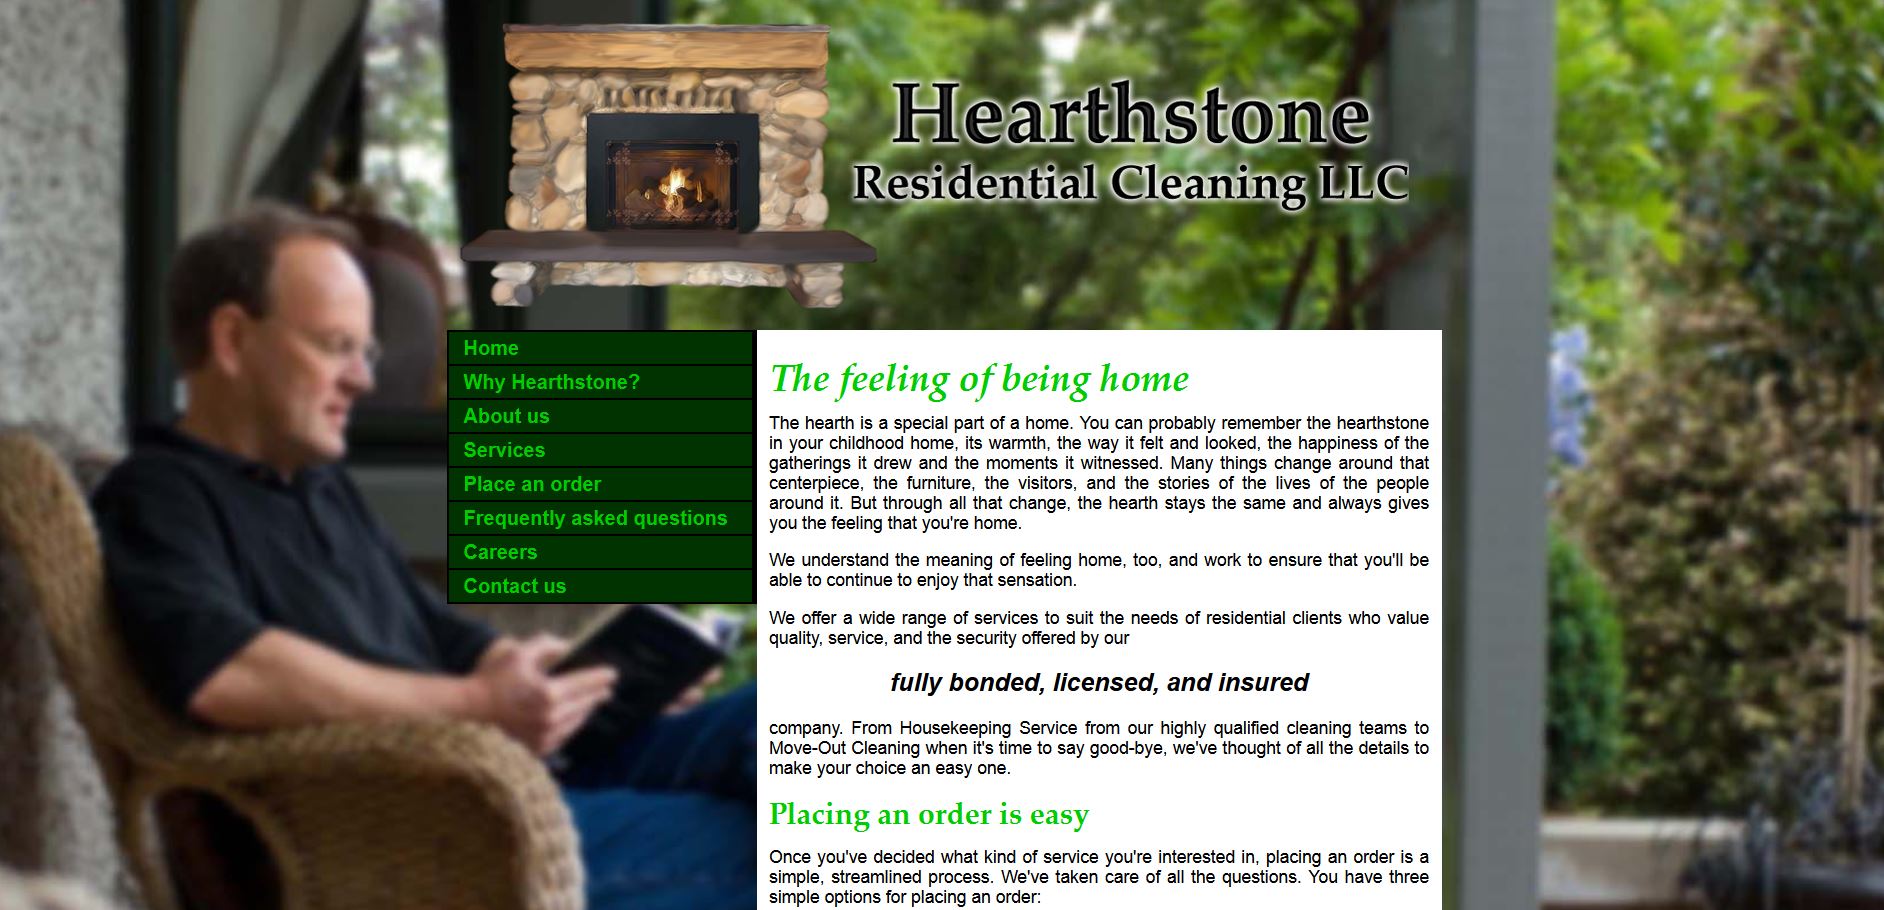 Hearthstone
Residential Cleaning LLC
Home
Why Hearthstone?
About us
Services
Place an order
Frequently asked questions
Careers
Contact us
The feeling of being home
The hearth is a special part of a home. You can probably remember the hearthstone
in your childhood home, its warmth, the way it felt and looked, the happiness of the
gatherings it drew and the moments it witnessed. Many things change around that
centerpiece, the furniture, the visitors, and the stories of the lives of the people
around it. But through all that change, the hearth stays the same and always gives
you the feeling that you're home.
We understand the meaning of feeling home, too, and work to ensure that you'll be
able to continue to enjoy that sensation.
We offer a wide range of services to suit the needs of residential clients who value
quality, service, and the security offered by our
fully bonded, licensed, and insured
company. From Housekeeping Service from our highly qualified cleaning teams to
Move-Out Cleaning when it's time to say good-bye, we've thought of all the details to
make your choice an easy one.
Placing an order is easy
Once you've decided what kind of service you're interested in, placing an order is a
simple, streamlined process. We've taken care of all the questions. You have three
simple options for placing an order: